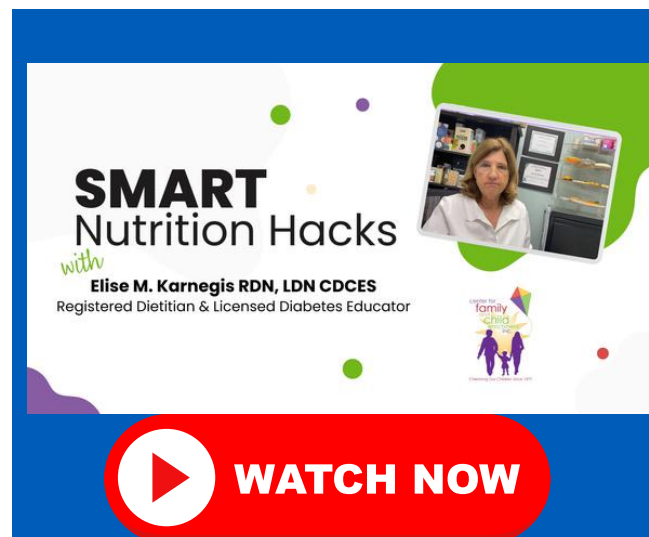 SMART
Nutrition Hacks
with
Elise M. Karnegis RDN, LDN CDCES
Registered Dietitian & Licensed Diabetes Educator
center for
family
child
WATCH NOW